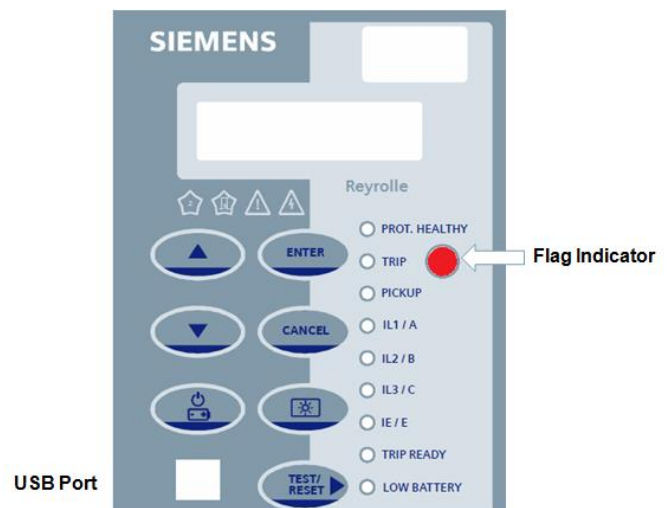 SIEMENS
Reyrolle
PROT. HEALTHY
ENTER
TRIP
Flag Indicator
PICKUP
CANCEL
IL1 / A
IL2 / B
IL3 / C
IE / E
TRIP READY
USB Port
TEST/
RESET
LOW BATTERY